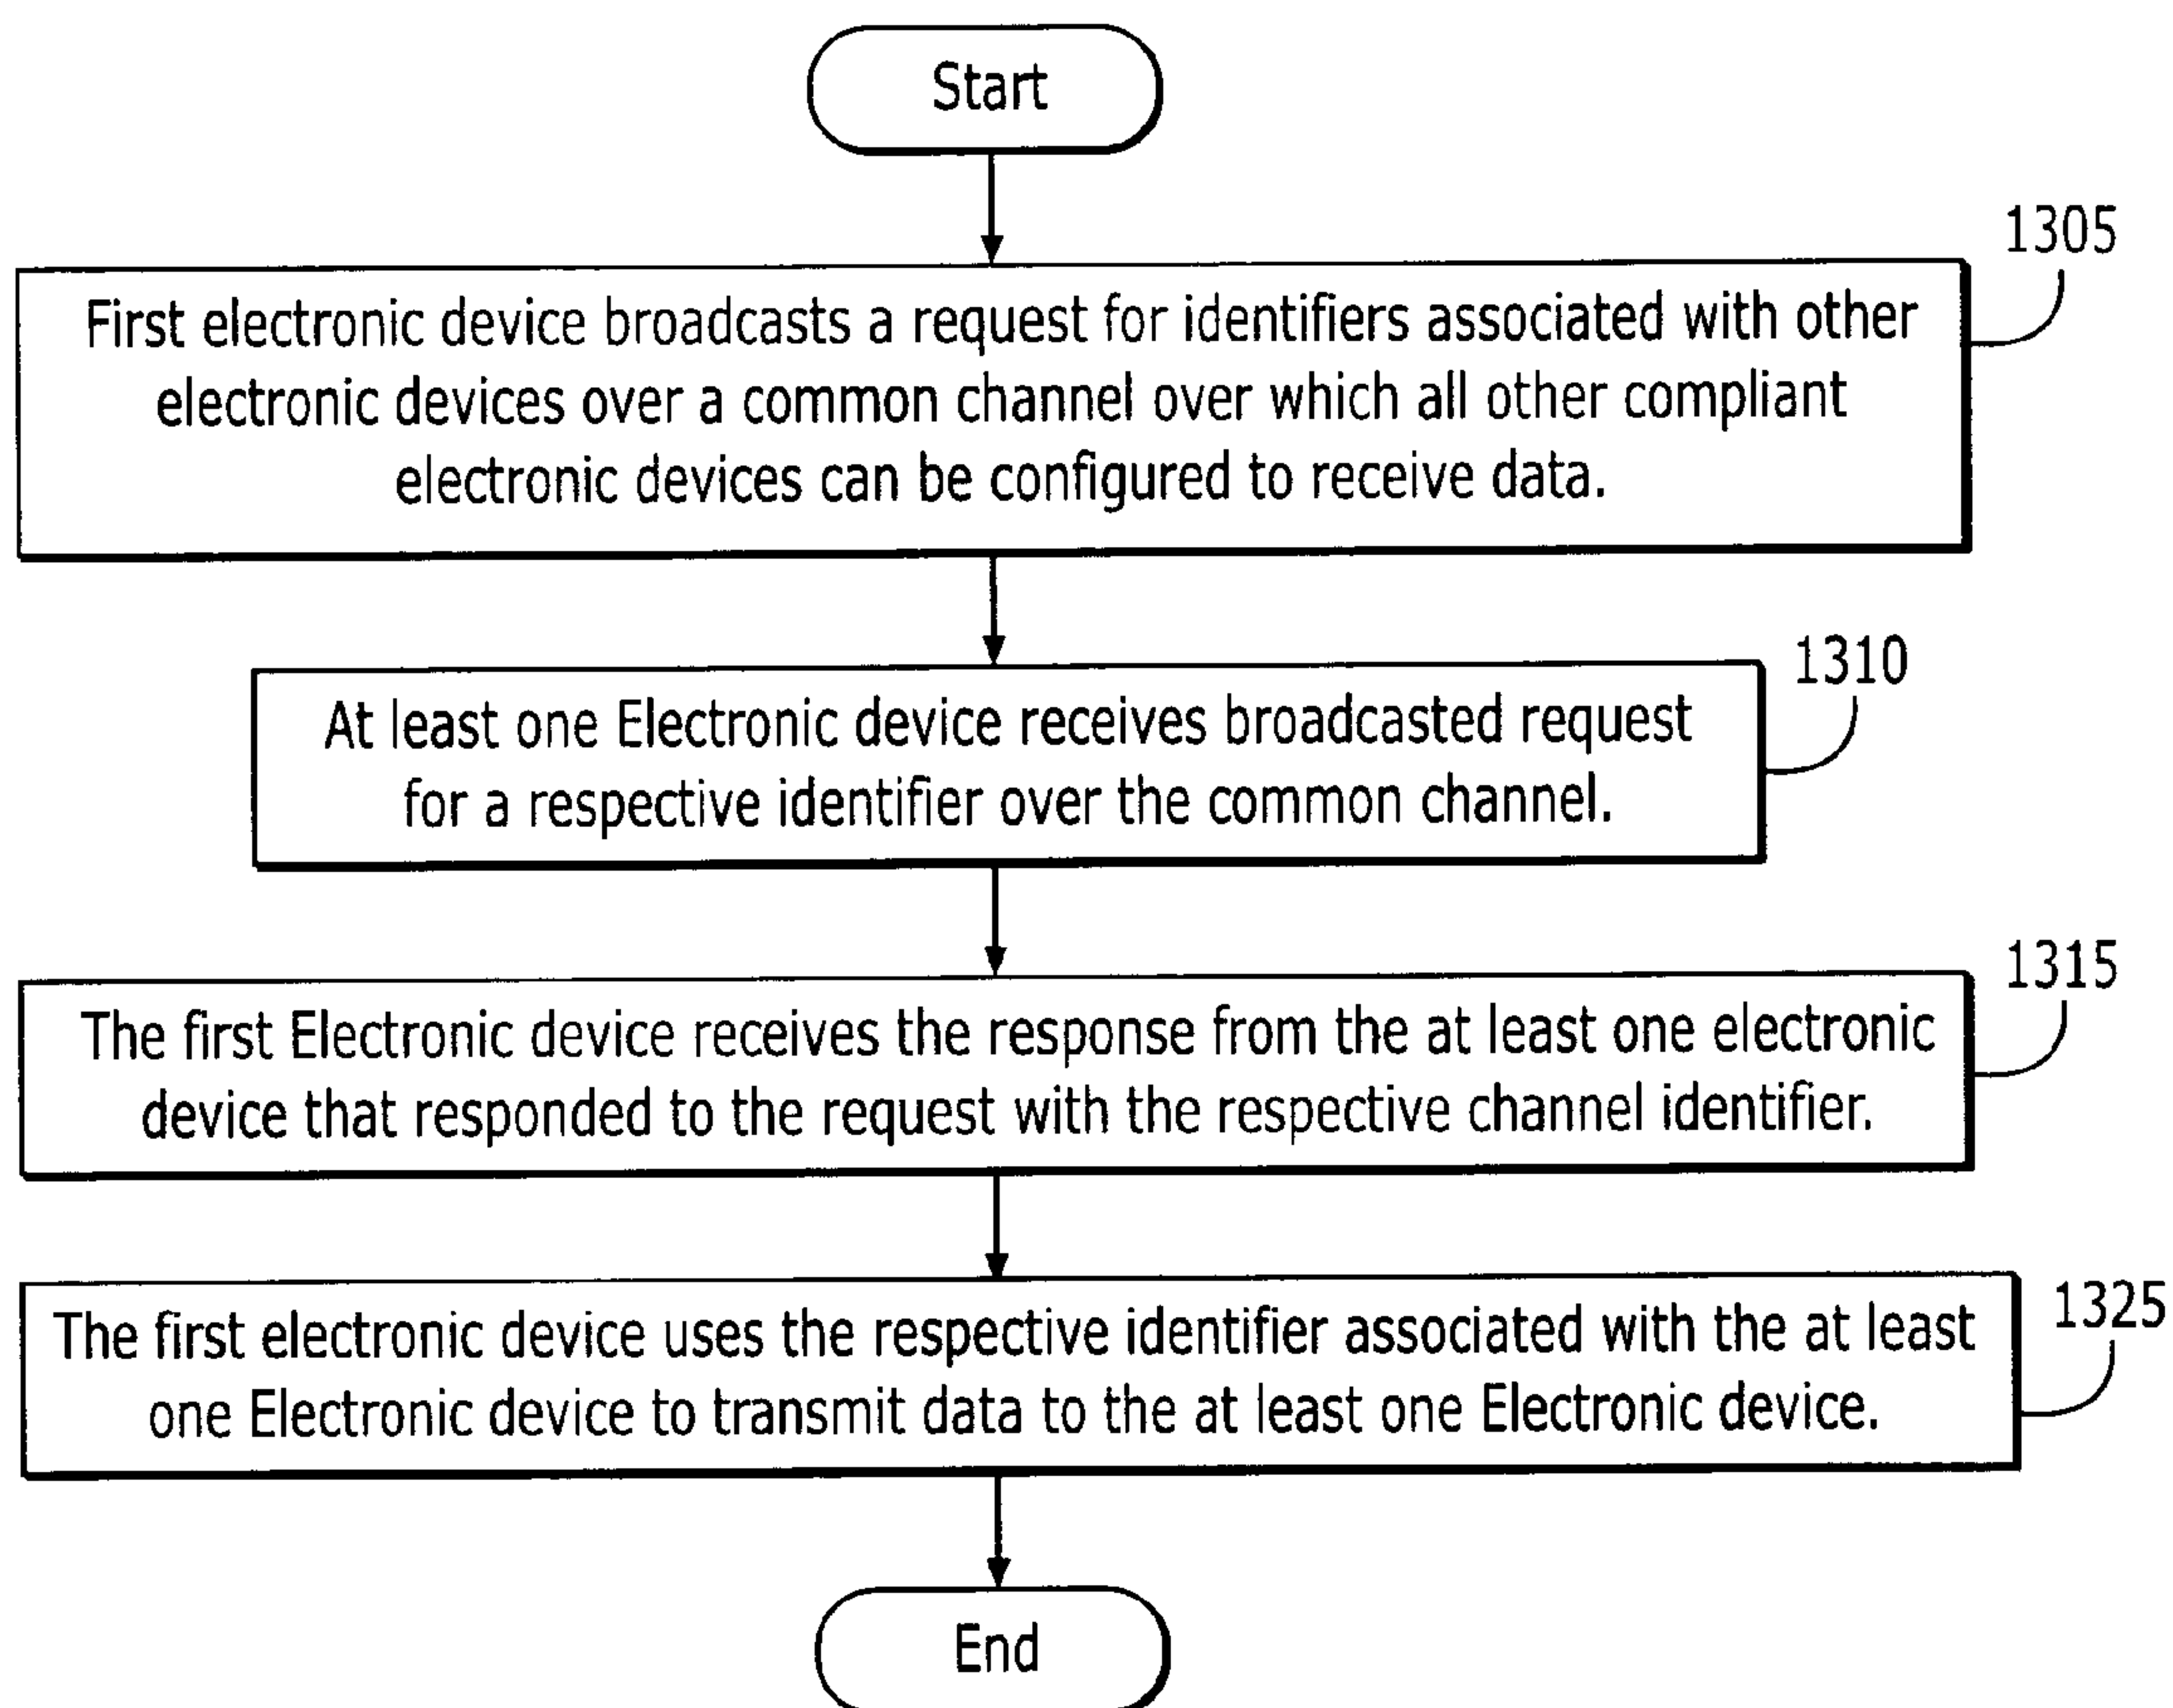 Start
1305
First electronic device broadcasts a request for identifiers associated with other
electronic devices over a common channel over which all other compliant
electronic devices can be configured to receive data.
1310
At least one Electronic device receives broadcasted request
for a respective identifier over the common channel.
1315
The first Electronic device receives the response from the at least one electronic
device that responded to the request with the respective channel identifier.
1325
The first electronic device uses the respective identifier associated with the at least
one Electronic device to transmit data to the at least one Electronic device.
End